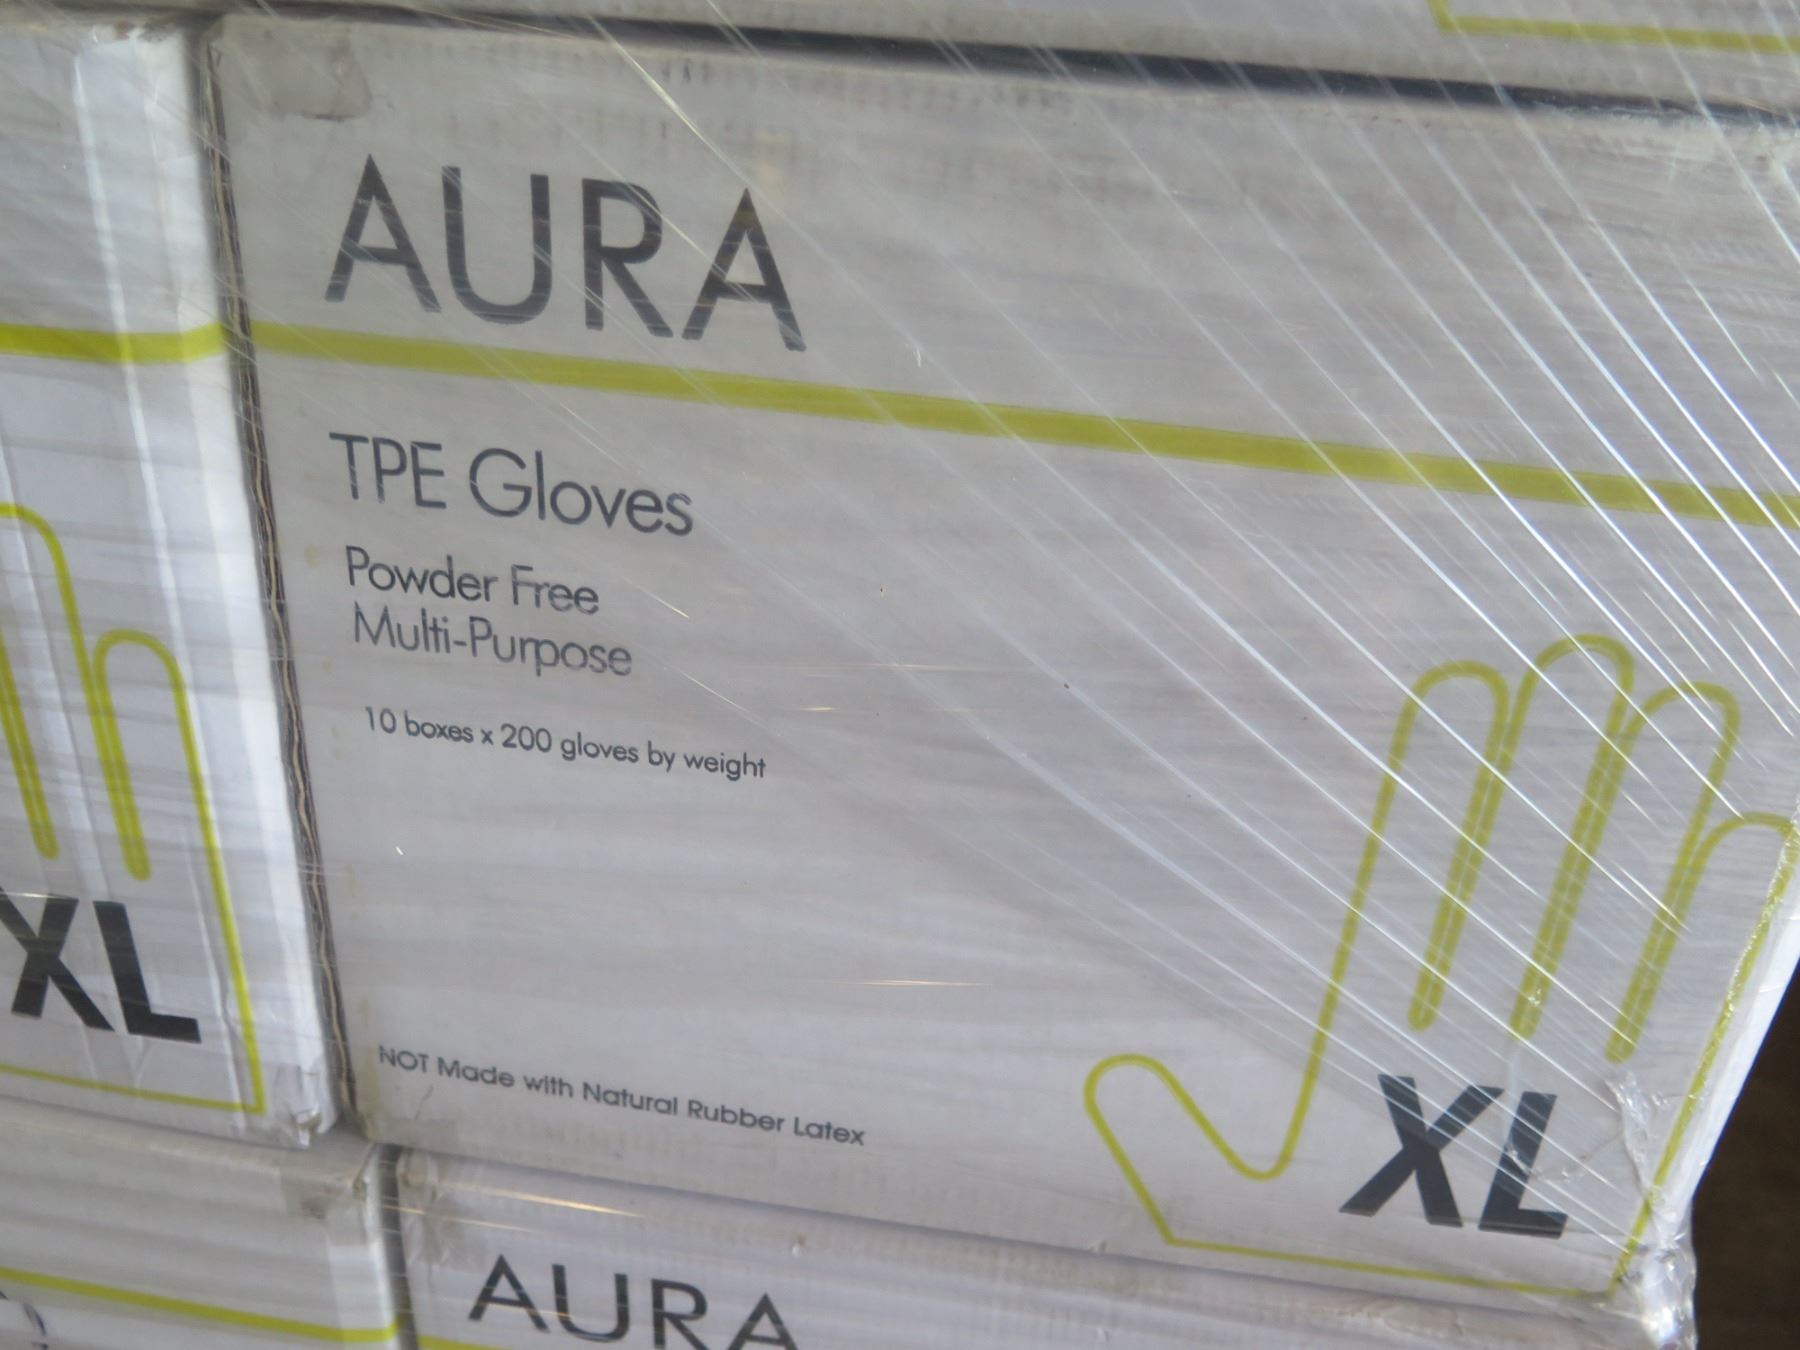 AURA
TPE Gloves
Powder Free
Multi-Purpose
10 boxes x 200 gloves by weight
NOT Made with Natural Rubber Latex
XL
XL
AURA